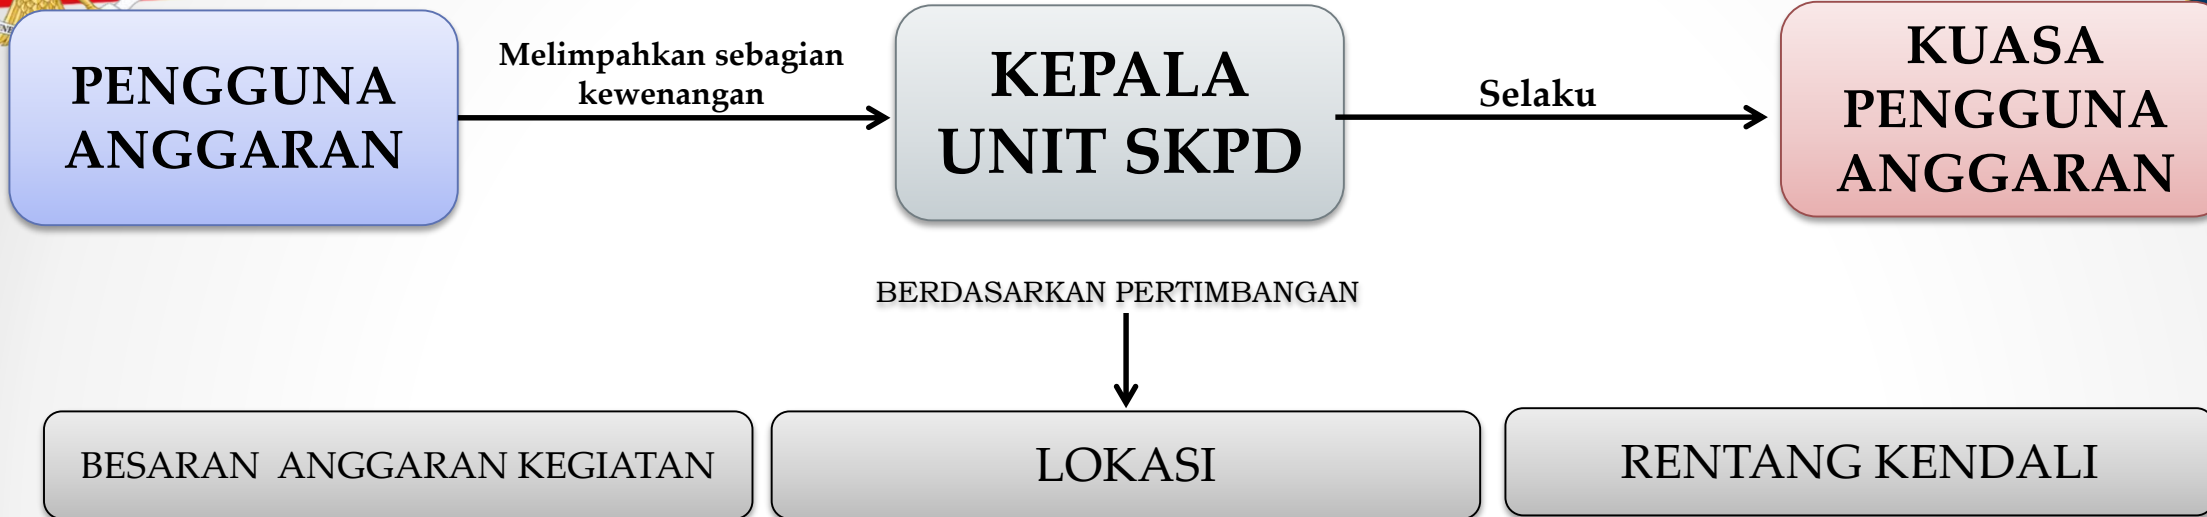 PENGGUNA
ANGGARAN
Melimpahkan sebagian
kewenangan
KEPALA
UNIT SKPD
Selaku
KUASA
PENGGUNA
ANGGARAN
BERDASARKAN PERTIMBANGAN
BESARAN ANGGARAN KEGIATAN
LOKASI
RENTANG KENDALI